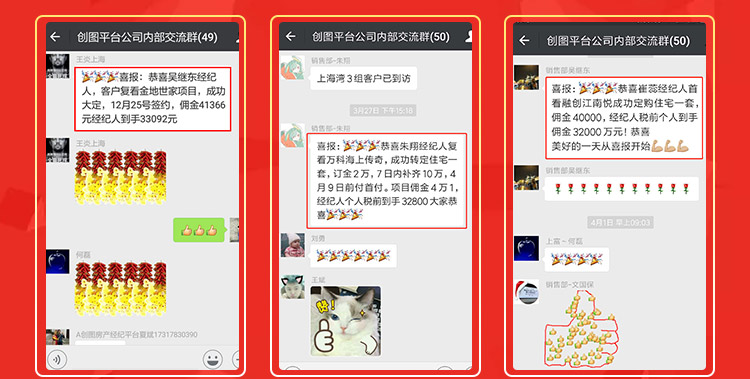 创图平台公司内部交流群(49)
王炎上海
喜报：恭喜吴继东经纪
人，客户复看金地世家项目，成功
大定，12月25号签约，佣金41366
元经纪人到手33092元
王炎上海
何磊
A创图房产经纪平台复斌17317830390
创图平台公司内部交流群(50)
销售部-朱翔
上海湾３组客户已到访
3月27日 下午15:18
销售部-朱翔
喜报：恭喜朱翔经纪人复
看万科海上传奇，成功转定住宅一
套，订金2万，7日内补齐10万，4
月9日前付首付。项目佣金4万1，
经纪人个人税前到手 32800大家恭
喜
刘勇
王斌
创图平台公司内部交流群(50)
销售部吴继东
喜报：恭喜崔蕊经纪人首
看融创江南悦成功定购住宅一套，
佣金 40000，经纪人税前个人到手
佣金 32000 万元！恭喜
美好的一天从喜报开始
销售部吴继东
4月1日 早上09:03
上富－何磊
销售部-文国保